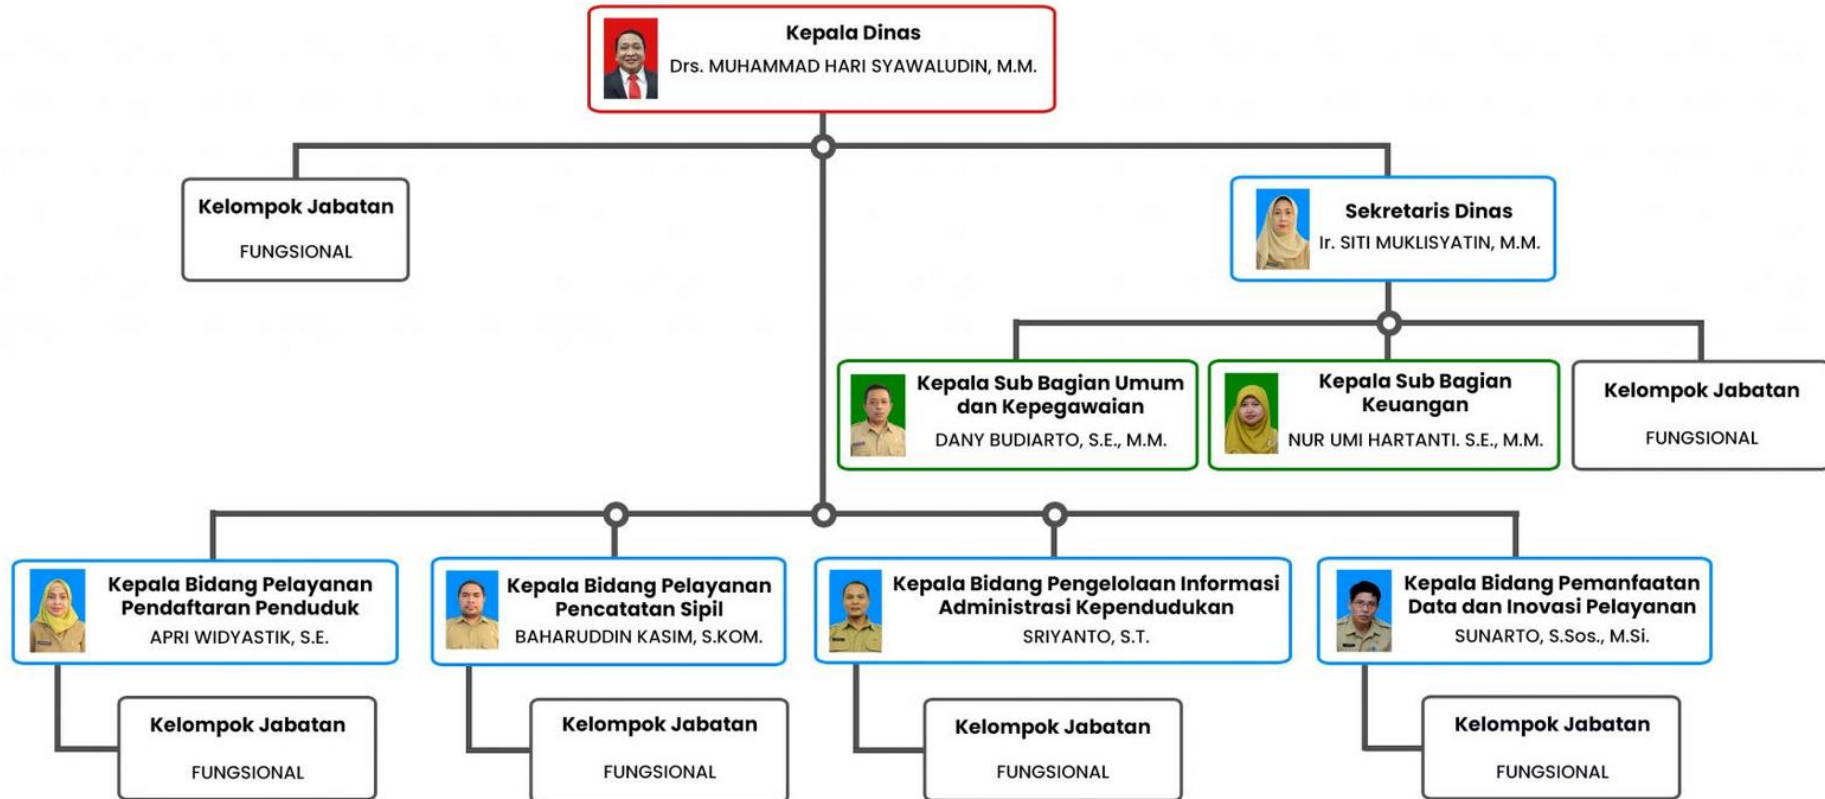 Kepala Dinas
Drs. MUHAMMAD HARI SYAWALUDIN, M.M.
Kelompok Jabatan
FUNGSIONAL
Sekretaris Dinas
Ir. SITI MUKLISYATIN, M.M.
Kepala Sub Bagian Umum
dan Kepegawaian
DANY BUDIARTO, S.E., M.M.
Kepala Sub Bagian
Keuangan
NUR UMI HARTANTI. S.E., M.M.
Kelompok Jabatan
FUNGSIONAL
Kepala Bidang Pelayanan
Pendaftaran Penduduk
APRI WIDYASTIK, S.E.
Kepala Bidang Pelayanan
Pencatatan Sipil
BAHARUDDIN KASIM, S.KOM.
Kepala Bidang Pengelolaan Informasi
Administrasi Kependudukan
SRIYANTO, S.T.
Kepala Bidang Pemanfaatan
Data dan Inovasi Pelayanan
SUNARTO, S.Sos., M.Si.
Kelompok Jabatan
FUNGSIONAL
Kelompok Jabatan
FUNGSIONAL
Kelompok Jabatan
FUNGSIONAL
Kelompok Jabatan
FUNGSIONAL